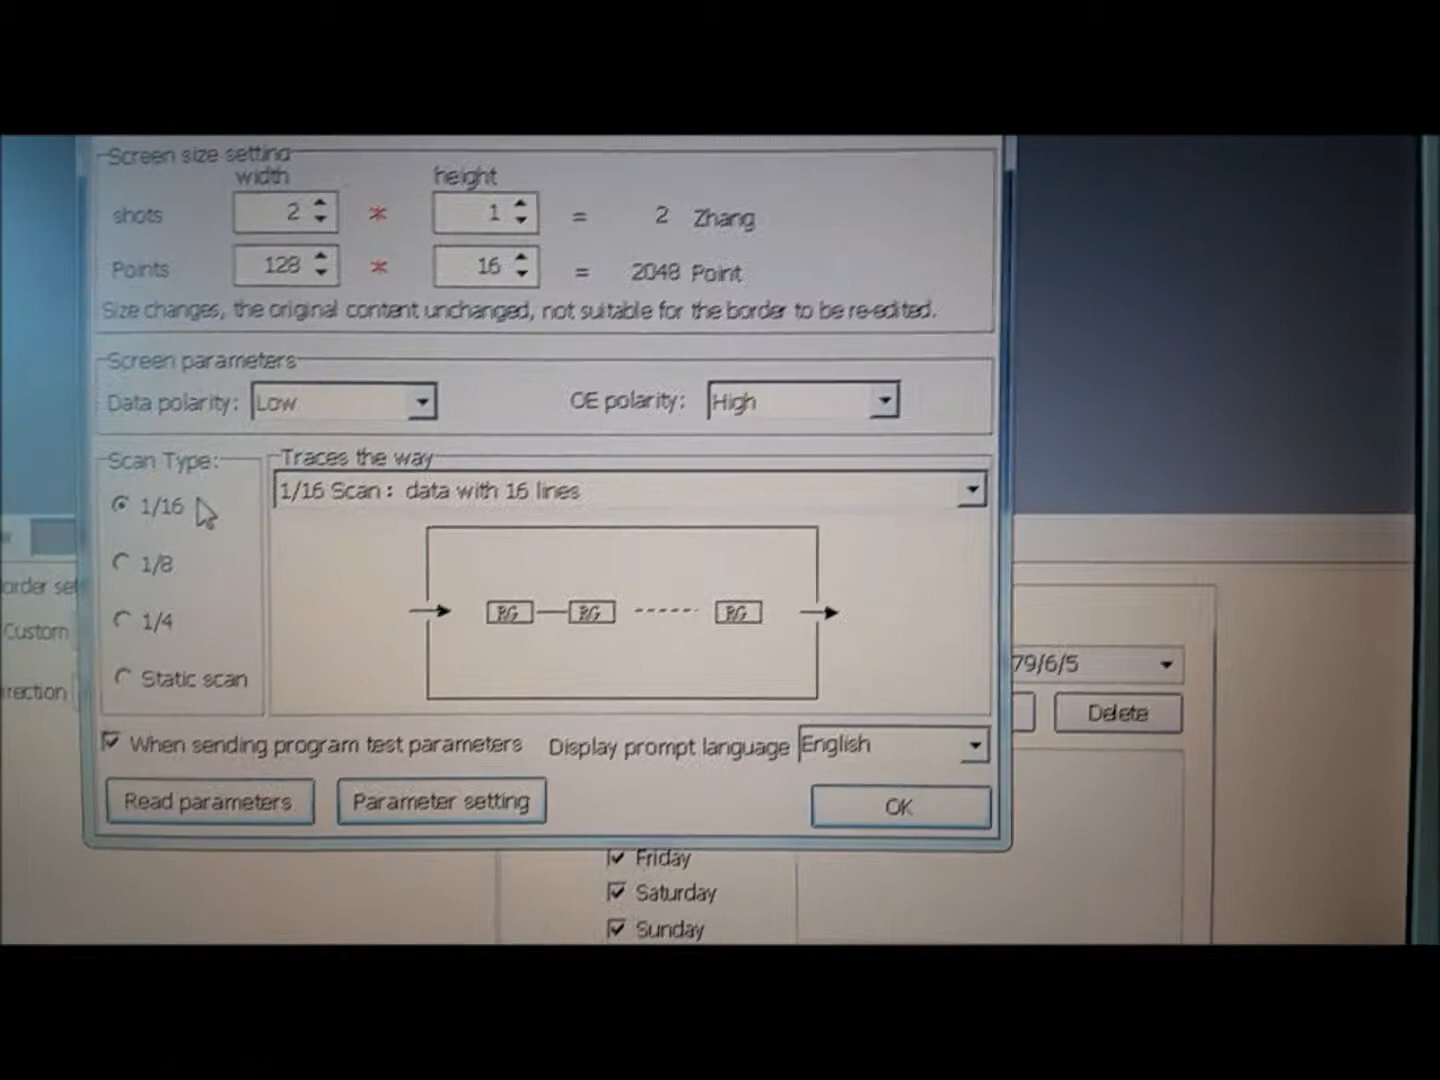 Screen size setting
width height
shots 2 * 1 = 2 Zhang
Points 128 * 16 = 2048 Point
Size changes, the original content unchanged, not suitable for the border to be re-edited.
Screen parameters
Data polarity: Low OE polarity: High
Scan Type: Traces the way
1/16 Scan: data with 16 lines
1/16
1/8
order set
RG RG RG
1/4
Custom
79/6/5
Static scan
rection
Delete
When sending program test parameters Display prompt language English
Read parameters Parameter setting OK
Friday
Saturday
Sunday